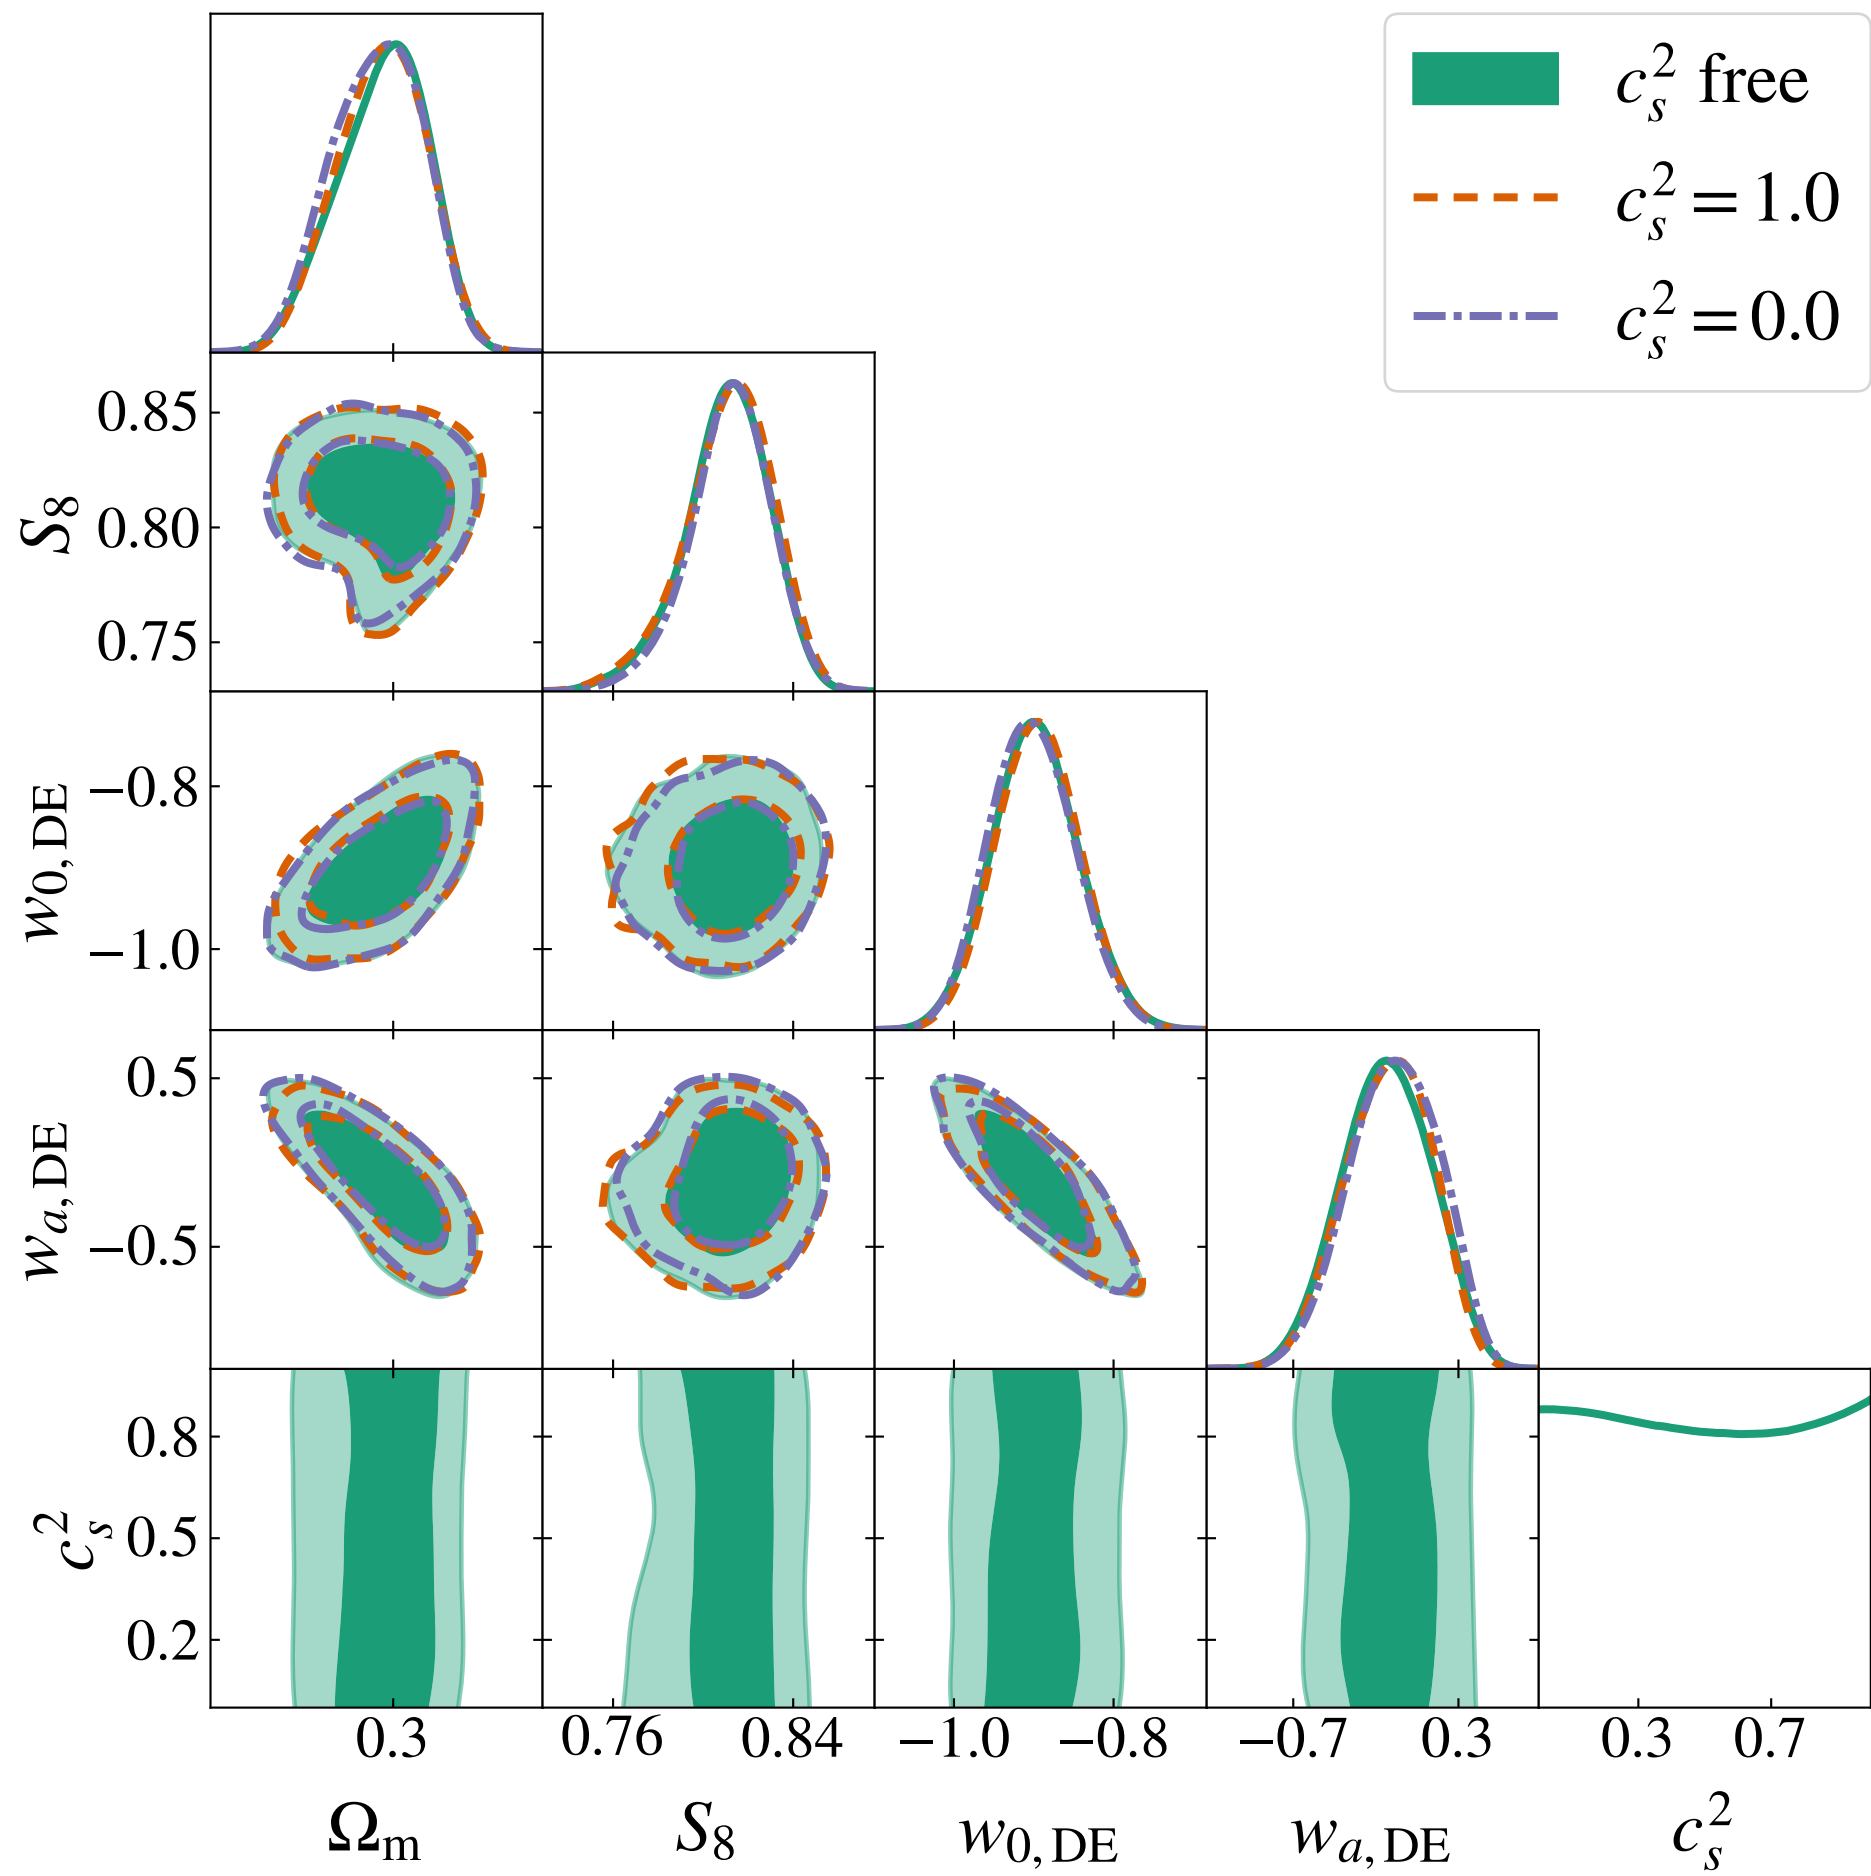 c_s^2 free
c_s^2 = 1.0
c_s^2 = 0.0
S_8
0.85
0.80
0.75
w_{0, DE}
−0.8
−1.0
w_{a, DE}
0.5
−0.5
c_s^2
0.8
0.5
0.2
0.3 0.76 0.84 −1.0 −0.8 −0.7 0.3 0.3 0.7
Ω_m S_8 w_{0, DE} w_{a, DE} c_s^2